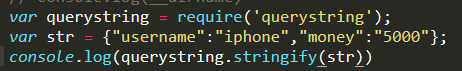 // console.log(__dirname)
var querystring = require('querystring');
var str = {"username":"iphone","money":"5000"};
console.log(querystring.stringify(str))